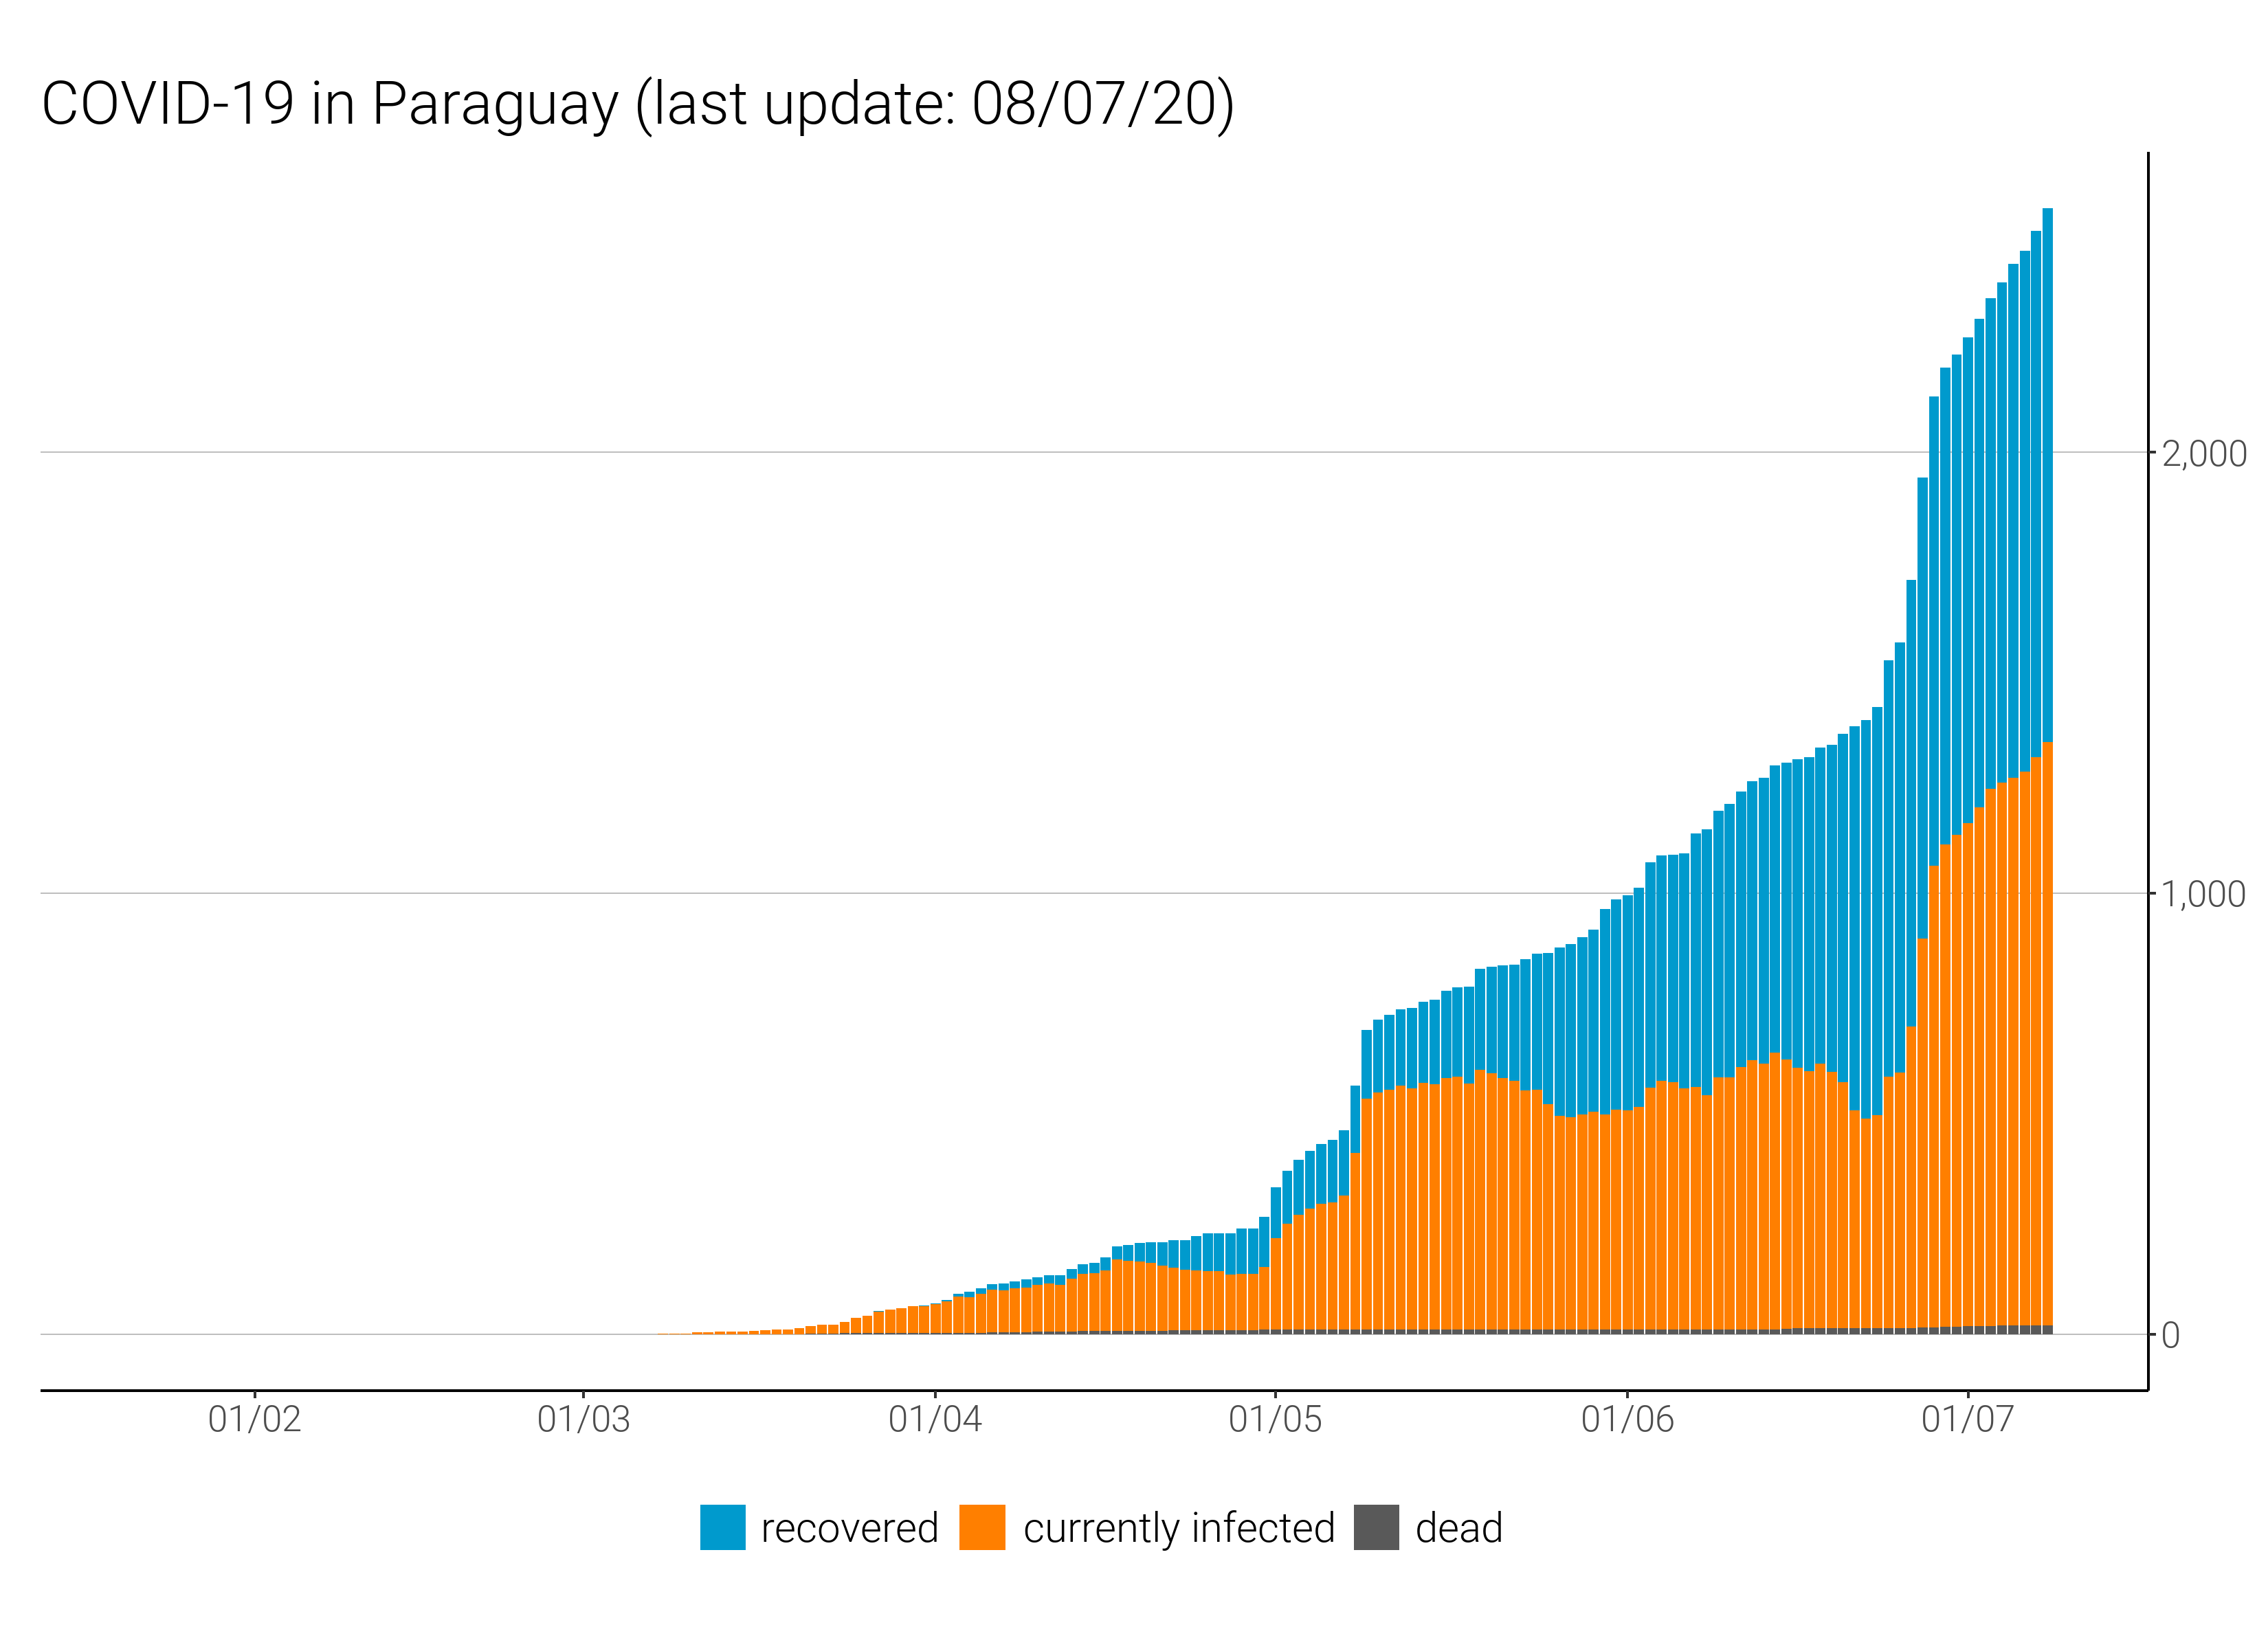 COVID-19 in Paraguay (last update: 08/07/20)
2,000
1,000
0
01/02 01/03 01/04 01/05 01/06 01/07
recovered currently infected dead